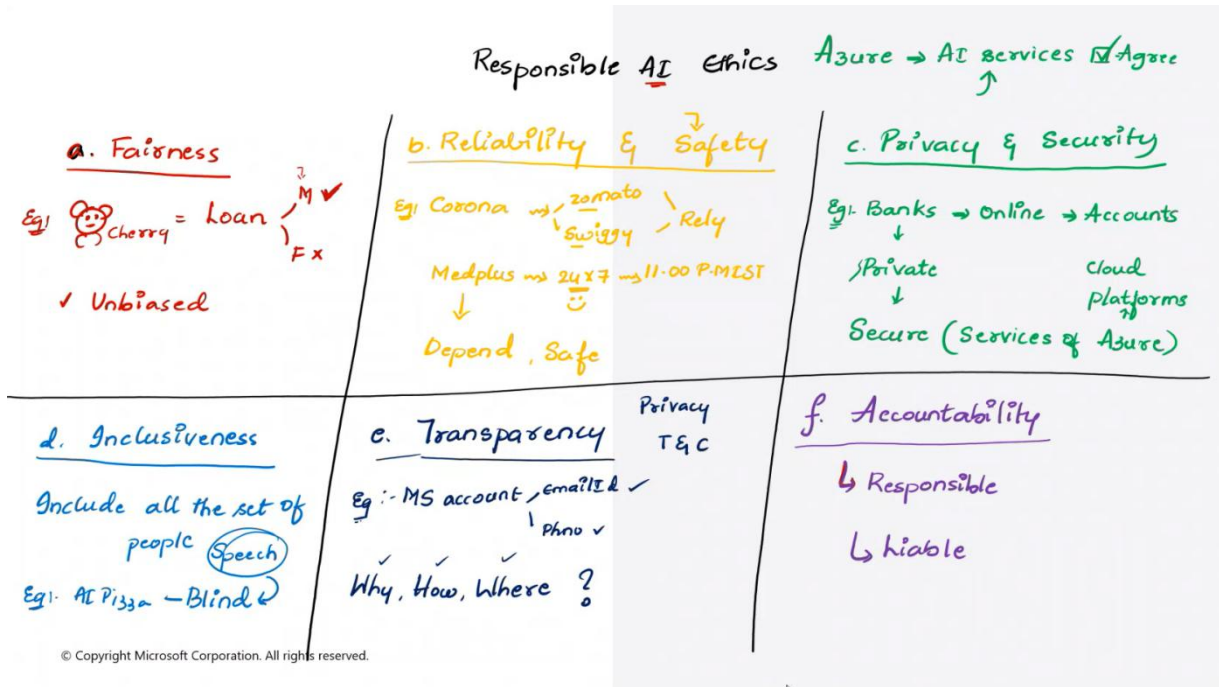 Responsible AI Ethics
Azure → AI services ☑ Agree
a. Fairness
Eg! Cherry = Loan
M ✓
F x
✓ Unbiased
b. Reliability & Safety
Eg! Corona → zomato
Swiggy
Rely
Medplus → 24x7 → 11.00 P.M IST
Depend, Safe
c. Privacy & Security
Eg!. Banks → Online → Accounts
Private
cloud
platforms
Secure (Services of Azure)
d. Inclusiveness
Include all the set of
people Speech
Eg!. AI Pizza - Blind
e. Transparency
Privacy
T & C
Eg :- MS account
EmailId ✓
Phno ✓
Why, How, Where ?
f. Accountability
↳ Responsible
↳ Liable
© Copyright Microsoft Corporation. All rights reserved.